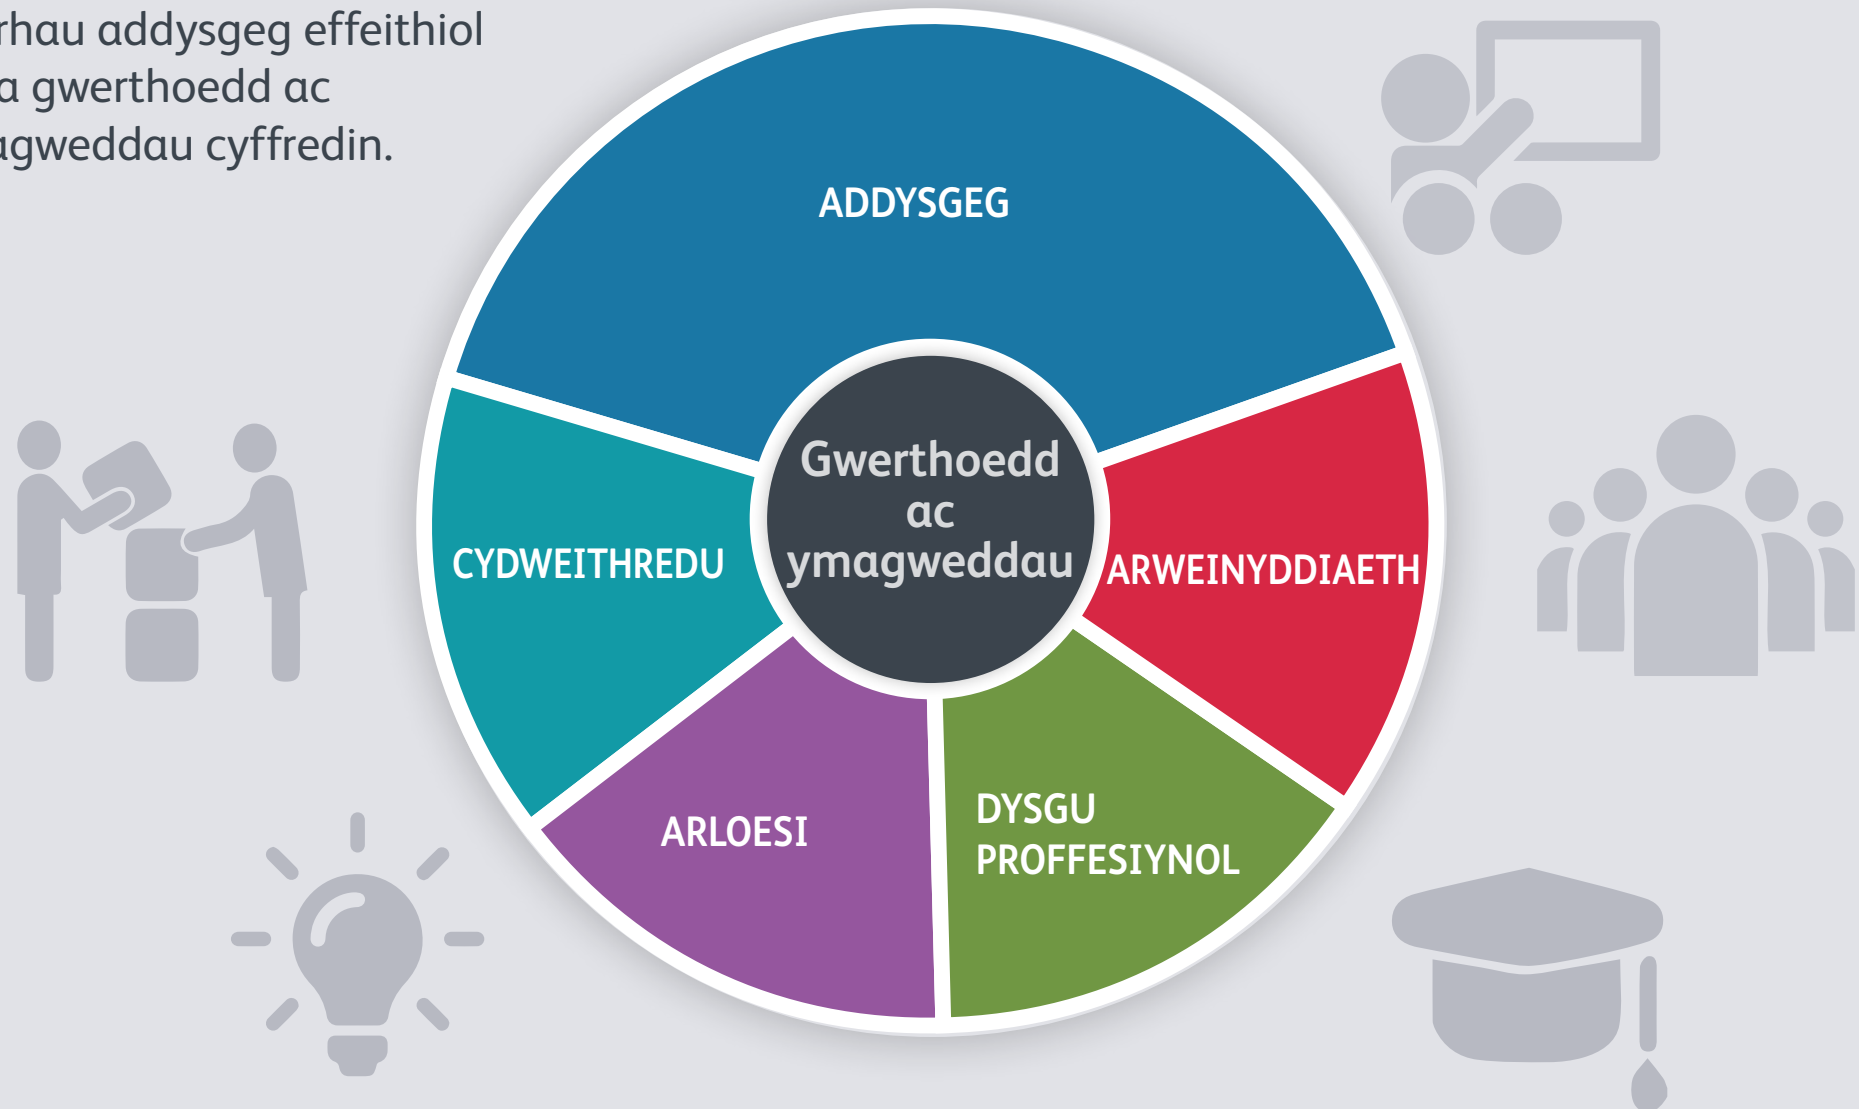 rhau addysgeg effeithiol
a gwerthoedd ac
agweddau cyffredin.
ADDYSGEG
Gwerthoedd
ac
ymagweddau
CYDWEITHREDU
ARWEINYDDIAETH
ARLOESI
DYSGU
PROFFESIYNOL